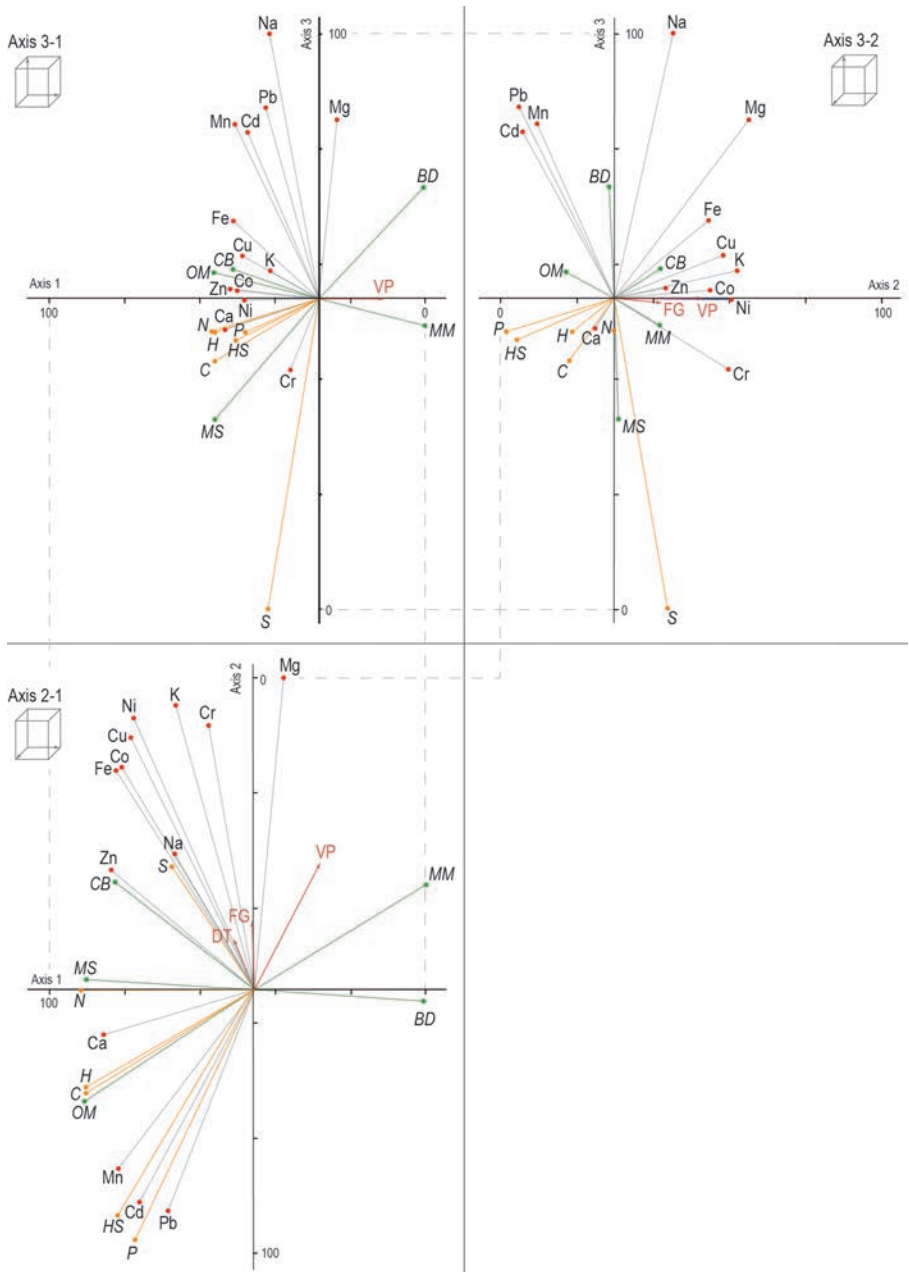 Axis 3-1
Axis 3
100
Na
Pb
Mn
Cd
Mg
BD
Fe
Cu
CB
K
OM
Zn
Co
VP
Axis 1
100
0
Ni
Ca
N
P
H
HS
MM
C
Cr
MS
S
0
Axis 3-2
Axis 3
100
Na
Pb
Mn
Cd
Mg
BD
Fe
Cu
CB
K
OM
Zn
Co
Axis 2
100
FG
VP
Ni
P
H
N
Ca
MM
HS
C
Cr
MS
S
0
Axis 2-1
Axis 2
0
Mg
K
Ni
Cr
Cu
Co
Fe
Na
Zn
S
CB
VP
MM
FG
DT
MS
Axis 1
100
N
0
BD
Ca
H
C
OM
Mn
Cd
HS
Pb
P
100
0